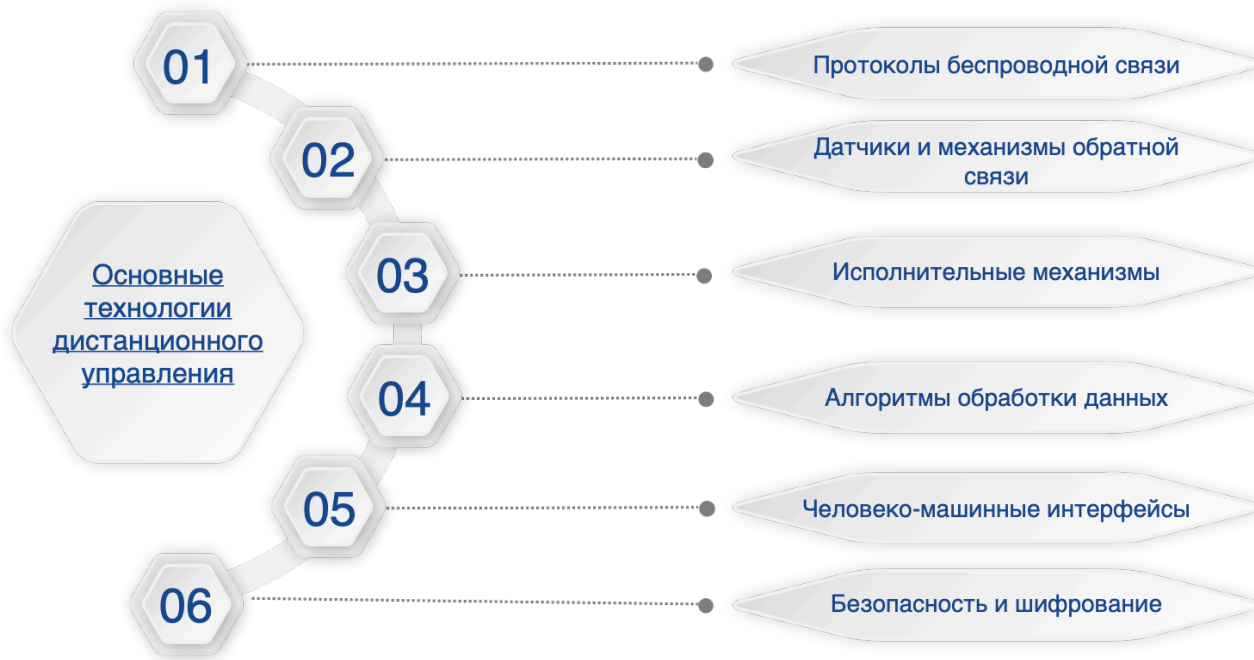 Основные
технологии
дистанционного
управления
01
Протоколы беспроводной связи
02
Датчики и механизмы обратной
связи
03
Исполнительные механизмы
04
Алгоритмы обработки данных
05
Человеко-машинные интерфейсы
06
Безопасность и шифрование